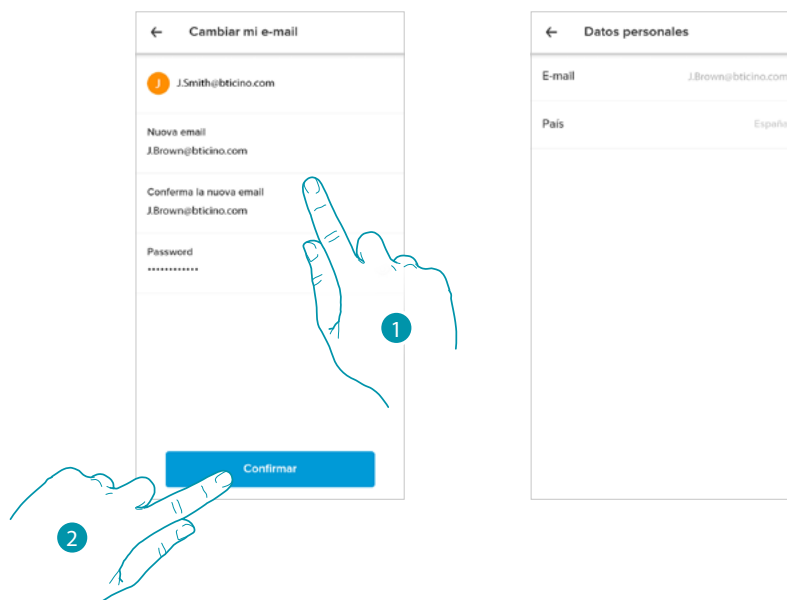 Cambiar mi e-mail
J
J.Smith@bticino.com
Nuova email
J.Brown@bticino.com
Conferma la nuova email
J.Brown@bticino.com
Password
************
1
Confirmar
2
Datos personales
E-mail
J.Brown@bticino.com
País
España